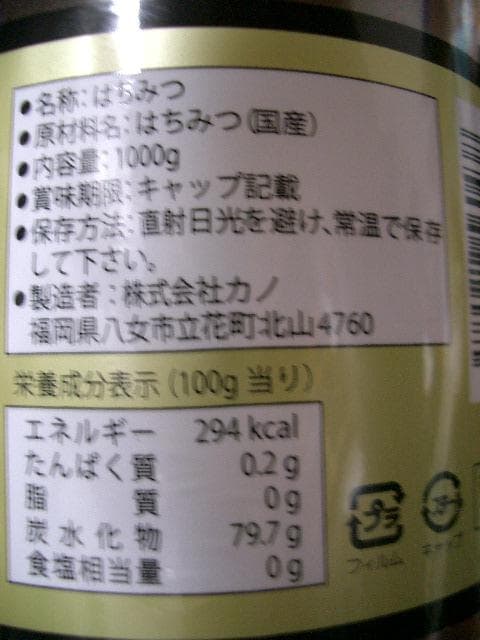 ●名称：はちみつ
●原材料名：はちみつ（国産）
●内容量：1000g
●賞味期限：キャップ記載
●保存方法：直射日光を避け、常温で保存
して下さい。
●製造者：株式会社カノ
福岡県八女市立花町北山4760
栄養成分表示（100g当り）
エネルギー 294 kcal
たんぱく質 0.2 g
脂質 0 g
炭水化物 79.7 g
食塩相当量 0 g
プラ
フィルム
キャップ